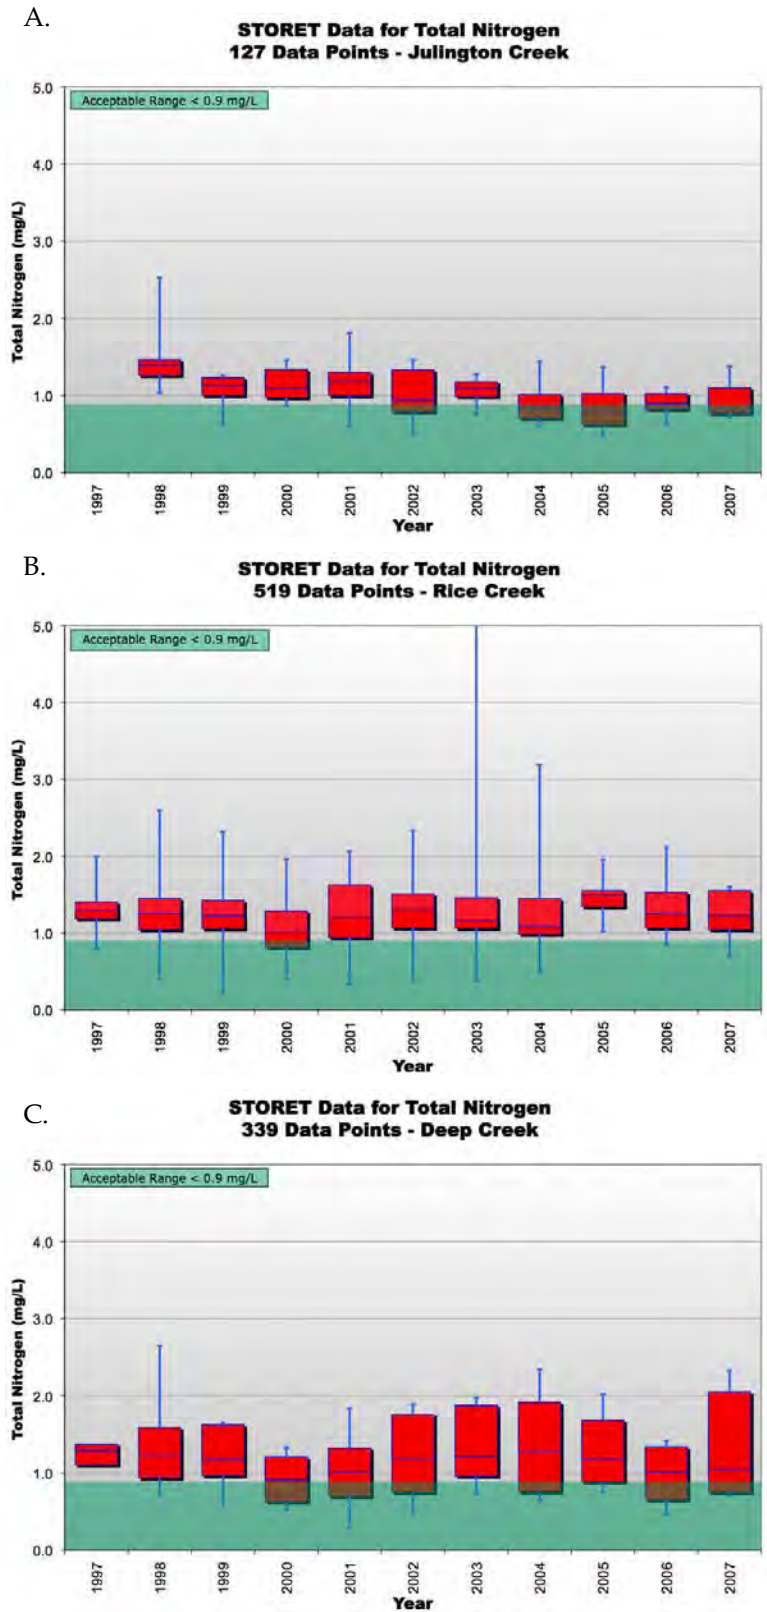 A.
STORET Data for Total Nitrogen
127 Data Points - Julington Creek
Acceptable Range < 0.9 mg/L
Total Nitrogen (mg/L)
5.0
4.0
3.0
2.0
1.0
0.0
1997 1998 1999 2000 2001 2002 2003 2004 2005 2006 2007
Year
B.
STORET Data for Total Nitrogen
519 Data Points - Rice Creek
Acceptable Range < 0.9 mg/L
Total Nitrogen (mg/L)
5.0
4.0
3.0
2.0
1.0
0.0
1997 1998 1999 2000 2001 2002 2003 2004 2005 2006 2007
Year
C.
STORET Data for Total Nitrogen
339 Data Points - Deep Creek
Acceptable Range < 0.9 mg/L
Total Nitrogen (mg/L)
5.0
4.0
3.0
2.0
1.0
0.0
1997 1998 1999 2000 2001 2002 2003 2004 2005 2006 2007
Year